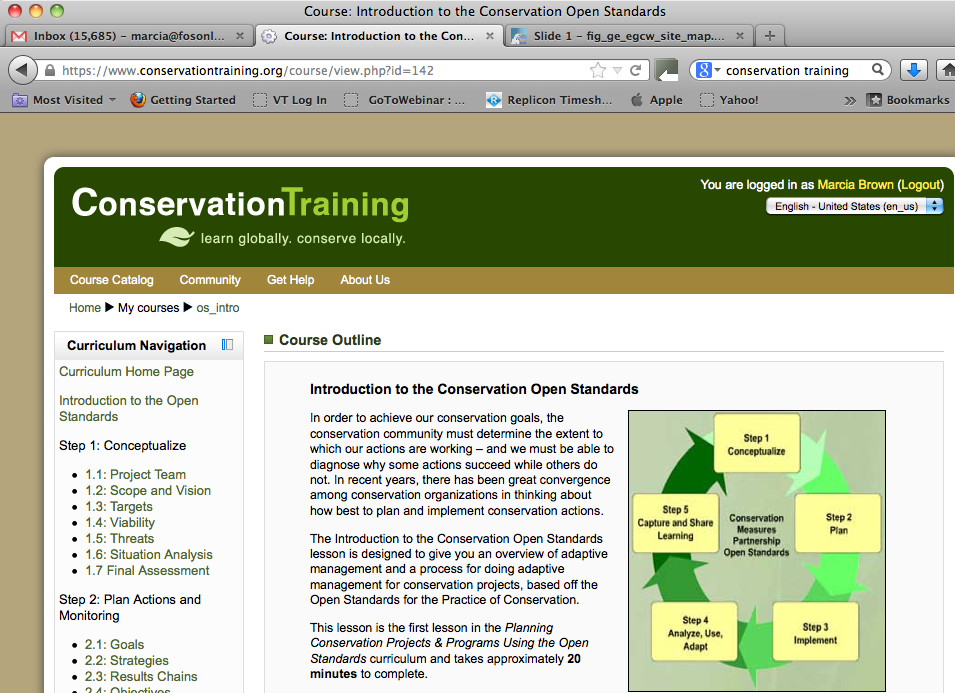 Course: Introduction to the Conservation Open Standards
Inbox (15,685) – marcia@fosonl...
Course: Introduction to the Con...
Slide 1 – fig_ge_egcw_site_map....
https://www.conservationtraining.org/course/view.php?id=142
conservation training
Most Visited
Getting Started
VT Log In
GoToWebinar : ...
Replicon Timesh...
Apple
Yahoo!
Bookmarks
You are logged in as Marcia Brown (Logout)
English - United States (en_us)
ConservationTraining
learn globally. conserve locally.
Course Catalog
Community
Get Help
About Us
Home ► My courses ► os_intro
Curriculum Navigation
Curriculum Home Page
Introduction to the Open
Standards
Step 1: Conceptualize
1.1: Project Team
1.2: Scope and Vision
1.3: Targets
1.4: Viability
1.5: Threats
1.6: Situation Analysis
1.7 Final Assessment
Step 2: Plan Actions and
Monitoring
2.1: Goals
2.2: Strategies
2.3: Results Chains
2.4: Objectives
Course Outline
Introduction to the Conservation Open Standards
In order to achieve our conservation goals, the
conservation community must determine the extent to
which our actions are working – and we must be able to
diagnose why some actions succeed while others do
not. In recent years, there has been great convergence
among conservation organizations in thinking about
how best to plan and implement conservation actions.
The Introduction to the Conservation Open Standards
lesson is designed to give you an overview of adaptive
management and a process for doing adaptive
management for conservation projects, based off the
Open Standards for the Practice of Conservation.
This lesson is the first lesson in the Planning
Conservation Projects & Programs Using the Open
Standards curriculum and takes approximately 20
minutes to complete.
Step 1
Conceptualize
Step 2
Plan
Step 3
Implement
Step 4
Analyze, Use,
Adapt
Step 5
Capture and Share
Learning
Conservation
Measures
Partnership
Open Standards